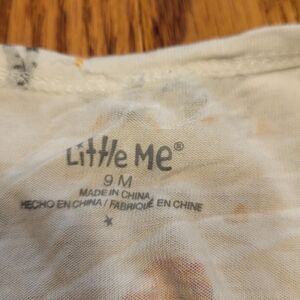 Little Me®
9 M
MADE IN CHINA
HECHO EN CHINA / FABRIQUÉ EN CHINE